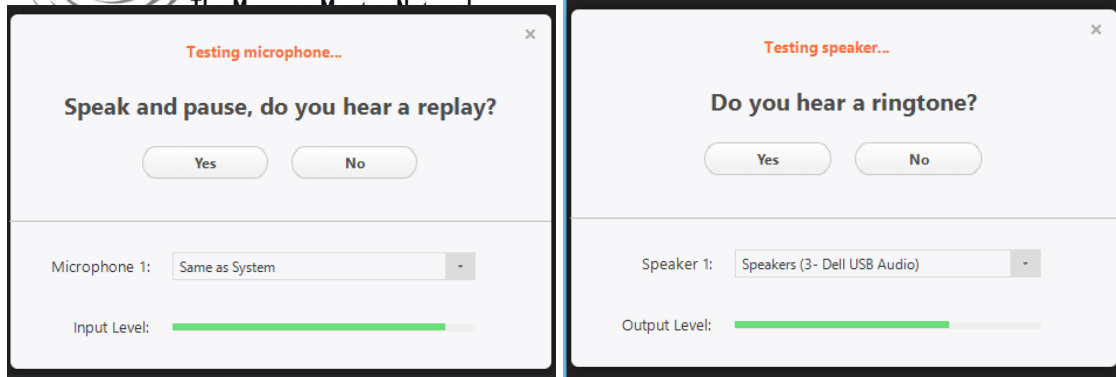 Testing microphone...
Speak and pause, do you hear a replay?
Yes No
Microphone 1: Same as System
Input Level:
Testing speaker...
Do you hear a ringtone?
Yes No
Speaker 1: Speakers (3- Dell USB Audio)
Output Level: